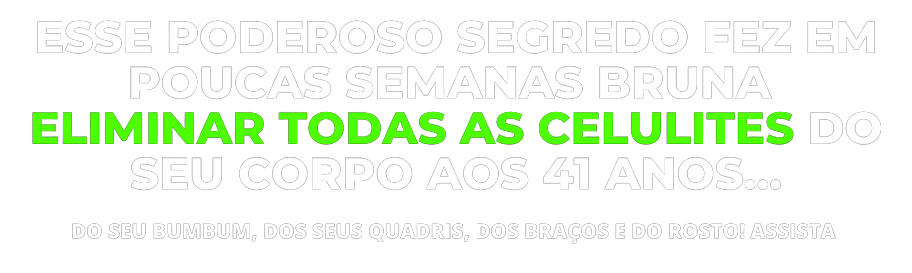 ESSE PODEROSO SEGREDO FEZ EM
POUCAS SEMANAS BRUNA
ELIMINAR TODAS AS CELULITES DO
SEU CORPO AOS 41 ANOS...
DO SEU BUMBUM, DOS SEUS QUADRIS, DOS BRAÇOS E DO ROSTO! ASSISTA